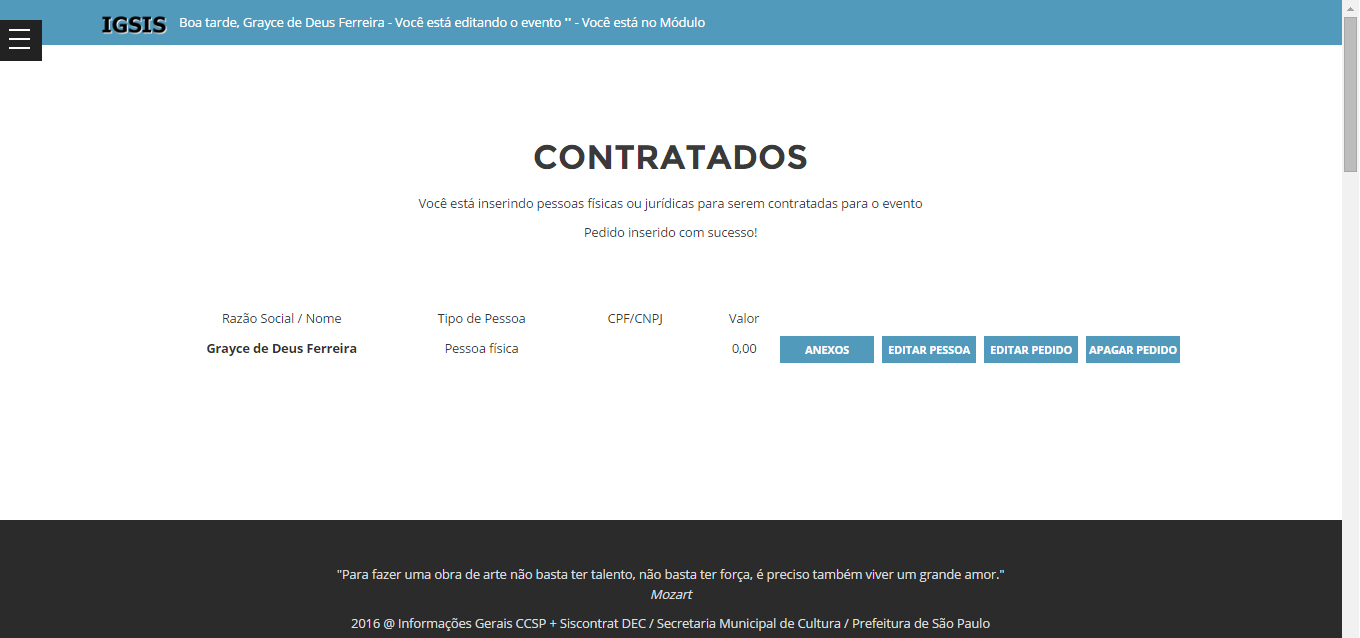 IGSIS Boa tarde, Grayce de Deus Ferreira - Você está editando o evento '' - Você está no Módulo
CONTRATADOS
Você está inserindo pessoas físicas ou jurídicas para serem contratadas para o evento
Pedido inserido com sucesso!
Razão Social / Nome Tipo de Pessoa CPF/CNPJ Valor
Grayce de Deus Ferreira Pessoa física 0,00 ANEXOS EDITAR PESSOA EDITAR PEDIDO APAGAR PEDIDO
"Para fazer uma obra de arte não basta ter talento, não basta ter força, é preciso também viver um grande amor."
Mozart
2016 @ Informações Gerais CCSP + Siscontrat DEC / Secretaria Municipal de Cultura / Prefeitura de São Paulo